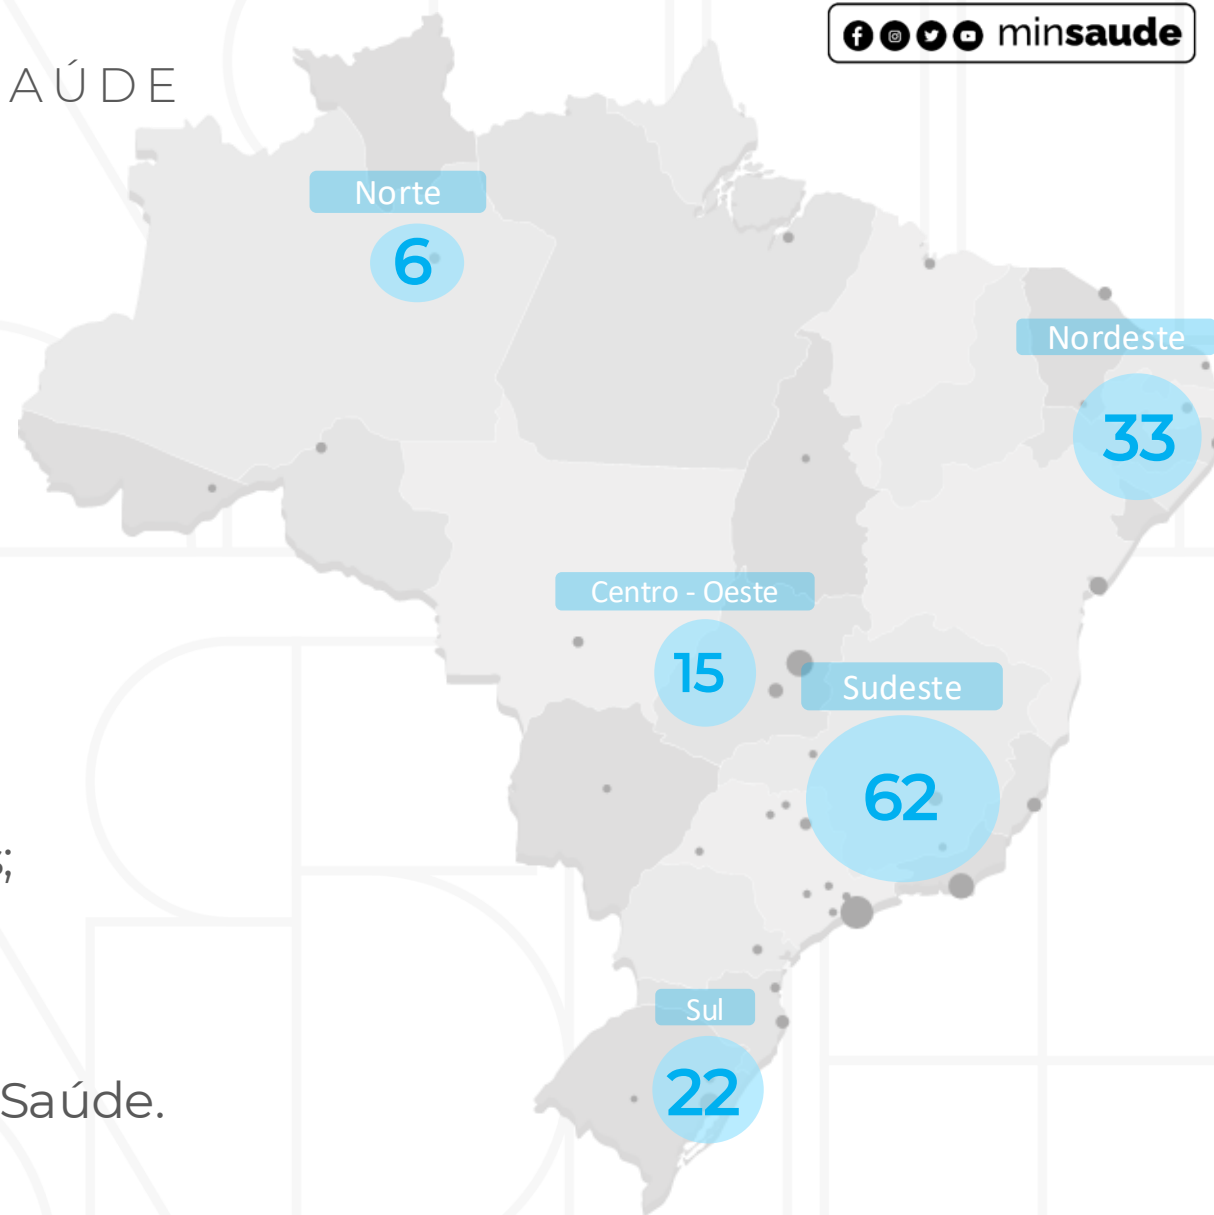 minsaude
AÚDE
Norte
6
Nordeste
33
Centro - Oeste
15
Sudeste
62
s;
Sul
22
Saúde.